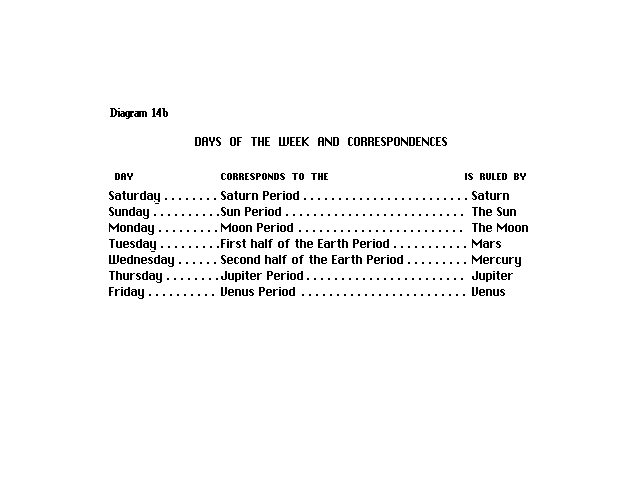 Diagram 14b
DAYS OF THE WEEK AND CORRESPONDENCES
DAY CORRESPONDS TO THE IS RULED BY
Saturday ........ Saturn Period ........................ Saturn
Sunday .......... Sun Period .......................... The Sun
Monday ......... Moon Period ........................ The Moon
Tuesday ......... First half of the Earth Period ........... Mars
Wednesday ...... Second half of the Earth Period ......... Mercury
Thursday ........ Jupiter Period ....................... Jupiter
Friday .......... Venus Period ........................ Venus